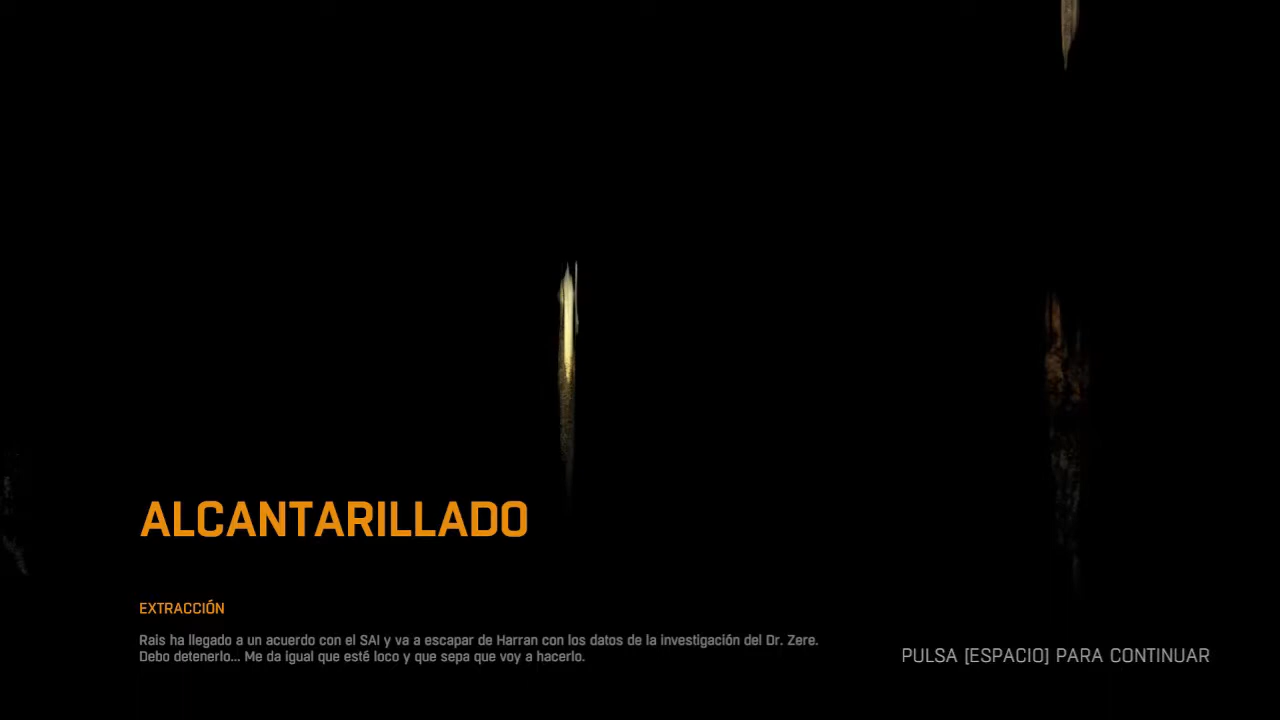 ALCANTARILLADO
EXTRACCIÓN
Rais ha llegado a un acuerdo con el SAI y va a escapar de Harran con los datos de la investigación del Dr. Zere.
Debo detenerlo... Me da igual que esté loco y que sepa que voy a hacerlo.
PULSA [ESPACIO] PARA CONTINUAR